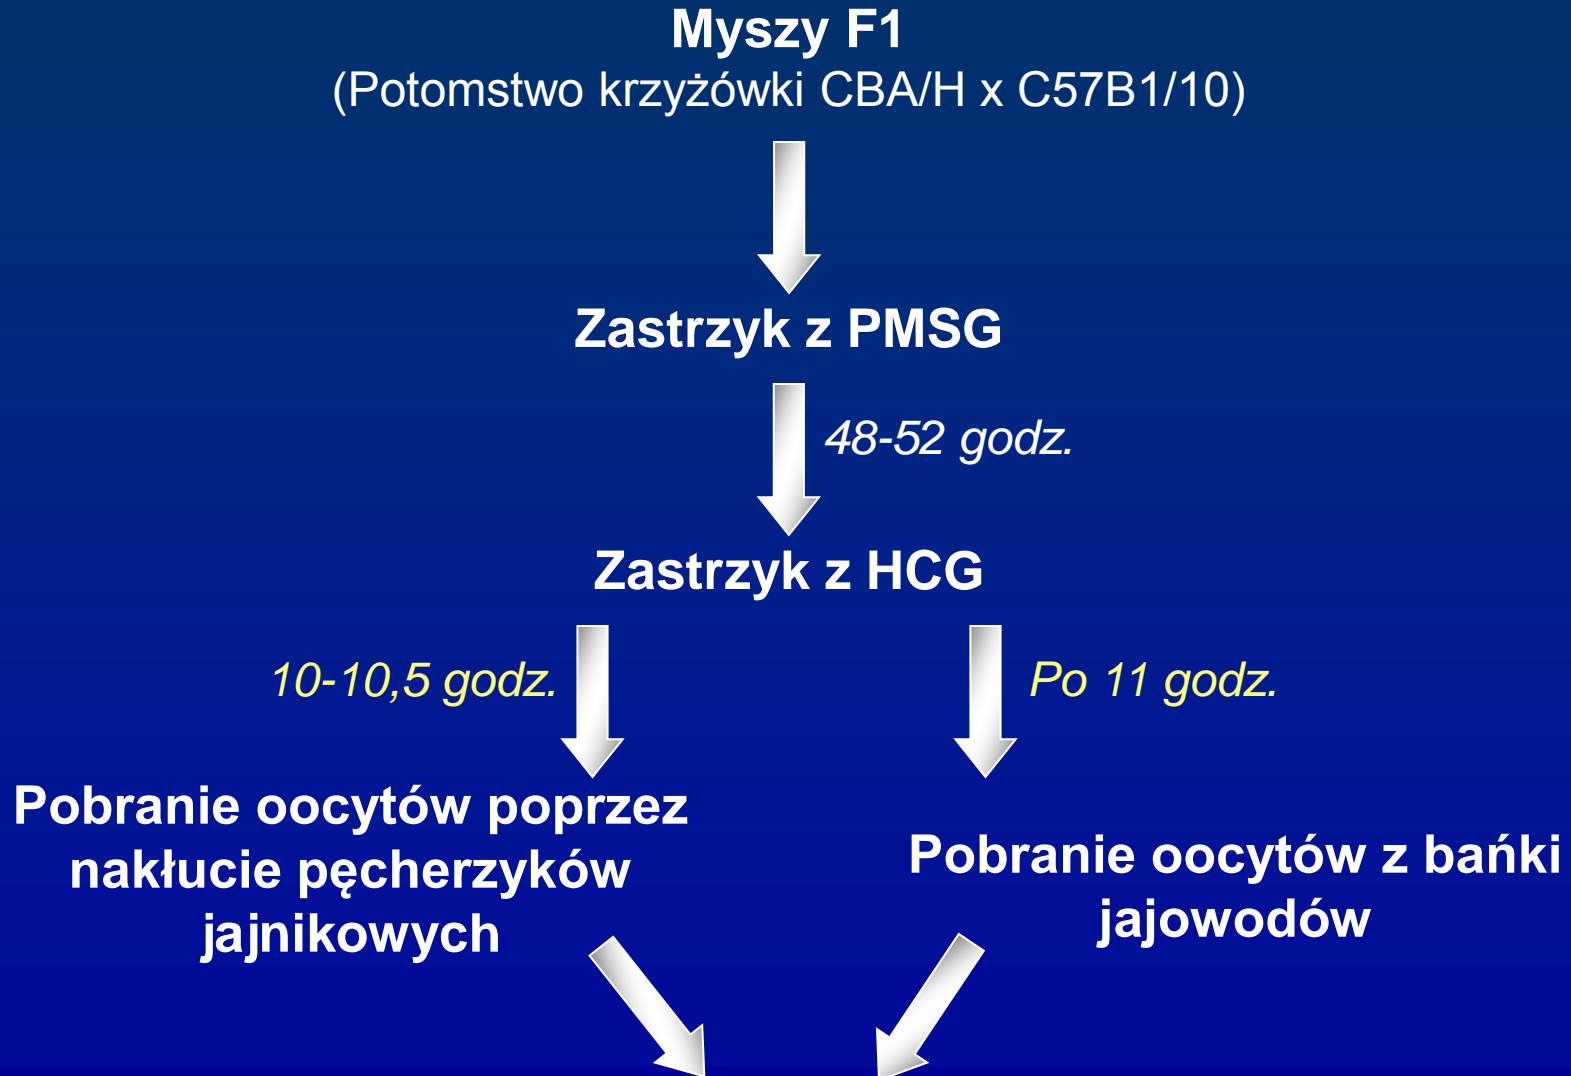 Myszy F1
(Potomstwo krzyżówki CBA/H x C57B1/10)
Zastrzyk z PMSG
48-52 godz.
Zastrzyk z HCG
10-10,5 godz.
Po 11 godz.
Pobranie oocytów poprzez
nakłucie pęcherzyków
jajnikowych
Pobranie oocytów z bańki
jajowodów